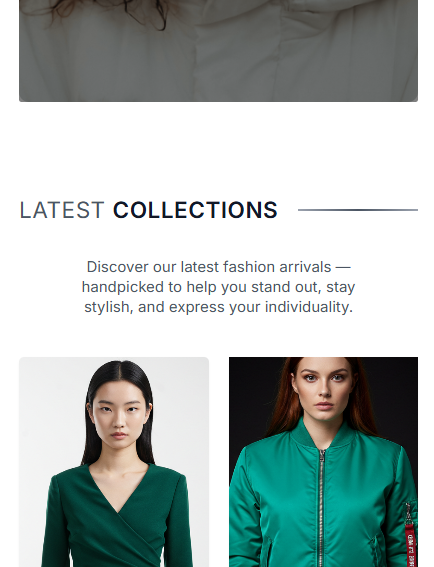 LATEST COLLECTIONS
Discover our latest fashion arrivals —
handpicked to help you stand out, stay
stylish, and express your individuality.